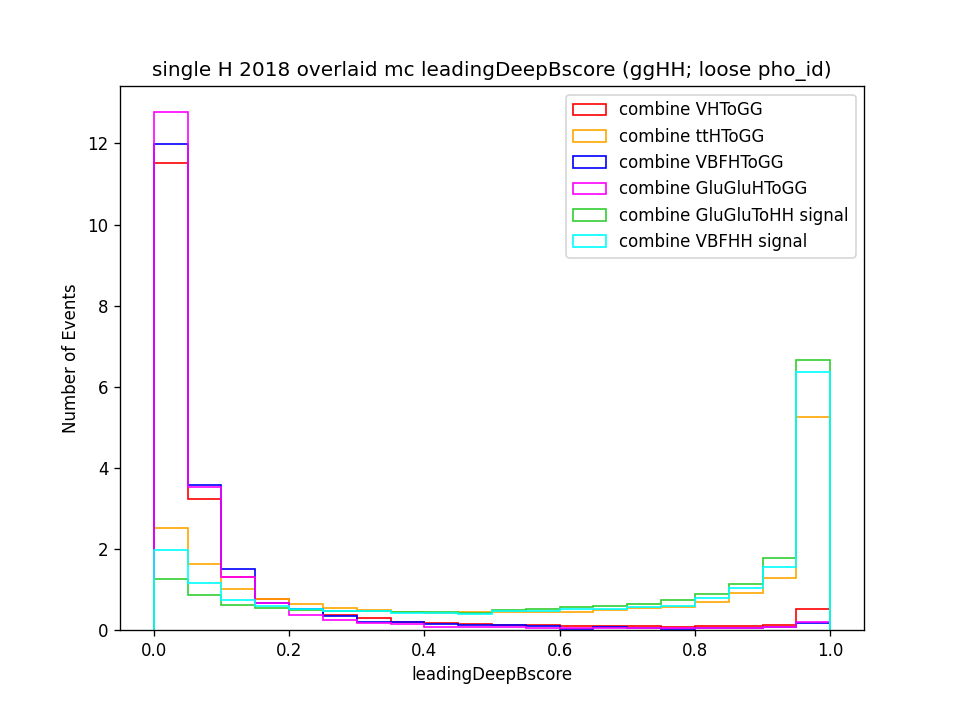 single H 2018 overlaid mc leadingDeepBscore (ggHH; loose pho_id)
combine VHToGG
combine ttHToGG
combine VBFHToGG
combine GluGluHToGG
combine GluGluToHH signal
combine VBFHH signal
Number of Events
12
10
8
6
4
2
0
0.0 0.2 0.4 0.6 0.8 1.0
leadingDeepBscore